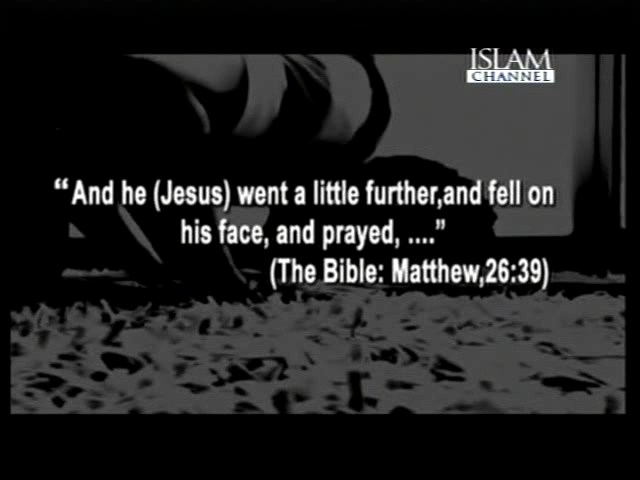 ISLAM
CHANNEL
“And he (Jesus) went a little further,and fell on
his face, and prayed, ....”
(The Bible: Matthew,26:39)